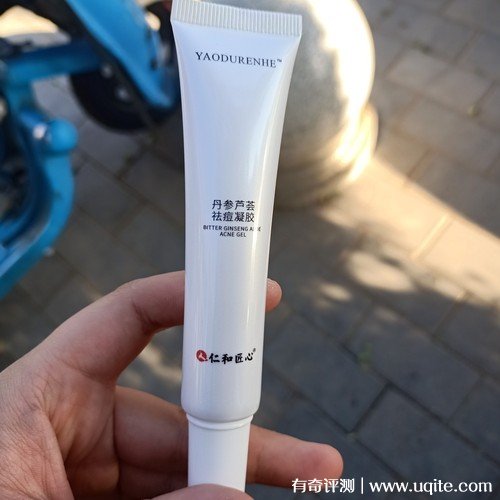 YAODURENHE™
丹参芦荟
祛痘凝胶
BITTER GINSENG ALOE
ACNE GEL
仁和匠心®
有奇评测 | www.uqite.com